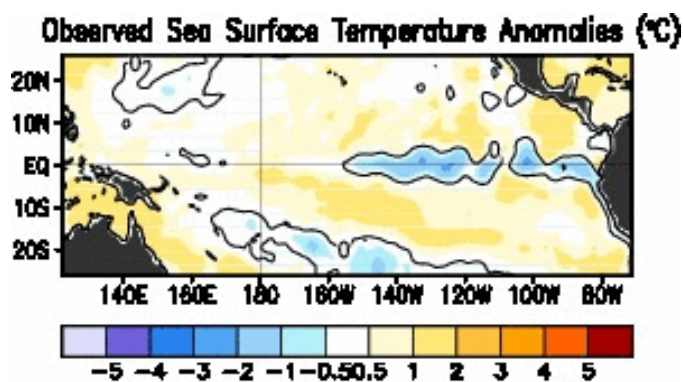 Observed Sea Surface Temperature Anomalies (°C)
20N
10N
EQ
10S
20S
140E 160E 180 160W 140W 120W 100W 80W
-5 -4 -3 -2 -1 -0.5 0.5 1 2 3 4 5